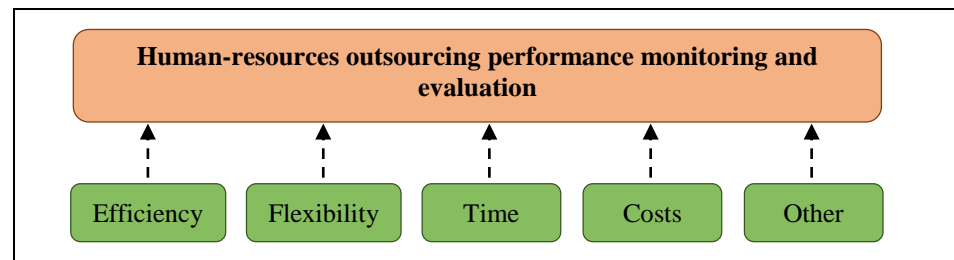 Human-resources outsourcing performance monitoring and
evaluation
Efficiency
Flexibility
Time
Costs
Other